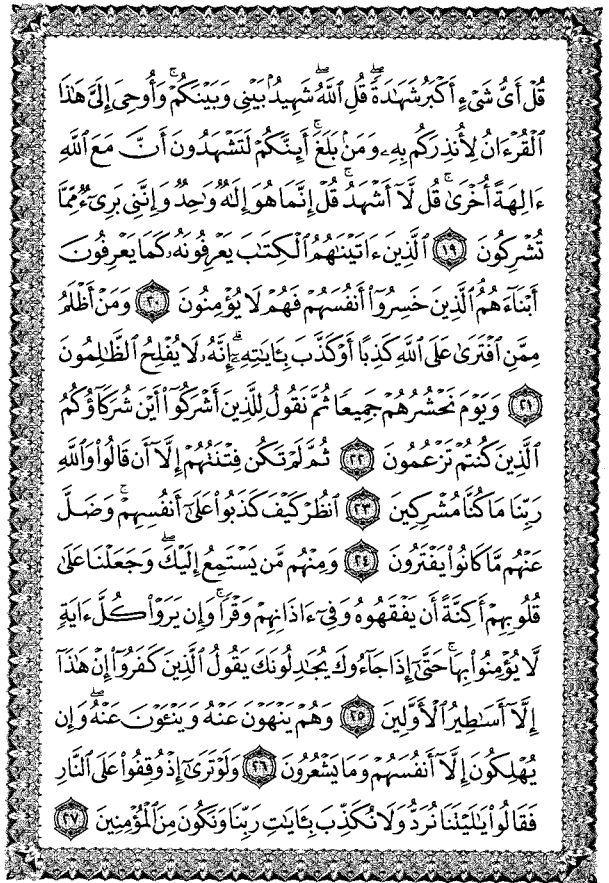 قُلْ أَىُّ شَىْءٍ أَكْبَرُ شَهَٰدَةً ۖ قُلِ ٱللَّهُ ۖ شَهِيدٌۢ بَيْنِى وَبَيْنَكُمْ ۚ وَأُوحِىَ إِلَىَّ هَٰذَا
ٱلْقُرْءَانُ لِأُنذِرَكُم بِهِۦ وَمَنۢ بَلَغَ ۚ أَئِنَّكُمْ لَتَشْهَدُونَ أَنَّ مَعَ ٱللَّهِ
ءَالِهَةً أُخْرَىٰ ۚ قُل لَّآ أَشْهَدُ ۚ قُلْ إِنَّمَا هُوَ إِلَٰهٌ وَٰحِدٌ وَإِنَّنِى بَرِىٓءٌ مِّمَّا
تُشْرِكُونَ ١٩ ٱلَّذِينَ ءَاتَيْنَٰهُمُ ٱلْكِتَٰبَ يَعْرِفُونَهُۥ كَمَا يَعْرِفُونَ
أَبْنَآءَهُمُ ٱلَّذِينَ خَسِرُوٓا۟ أَنفُسَهُمْ فَهُمْ لَا يُؤْمِنُونَ ٢٠ وَمَنْ أَظْلَمُ
مِمَّنِ ٱفْتَرَىٰ عَلَى ٱللَّهِ كَذِبًا أَوْ كَذَّبَ بِـَٔايَٰتِهِۦٓ ۗ إِنَّهُۥ لَا يُفْلِحُ ٱلظَّٰلِمُونَ
٢١ وَيَوْمَ نَحْشُرُهُمْ جَمِيعًا ثُمَّ نَقُولُ لِلَّذِينَ أَشْرَكُوٓا۟ أَيْنَ شُرَكَآؤُكُمُ
ٱلَّذِينَ كُنتُمْ تَزْعُمُونَ ٢٢ ثُمَّ لَمْ تَكُن فِتْنَتُهُمْ إِلَّآ أَن قَالُوا۟ وَٱللَّهِ
رَبِّنَا مَا كُنَّا مُشْرِكِينَ ٢٣ ٱنظُرْ كَيْفَ كَذَبُوا۟ عَلَىٰٓ أَنفُسِهِمْ ۚ وَضَلَّ
عَنْهُم مَّا كَانُوا۟ يَفْتَرُونَ ٢٤ وَمِنْهُم مَّن يَسْتَمِعُ إِلَيْكَ ۖ وَجَعَلْنَا عَلَىٰ
قُلُوبِهِمْ أَكِنَّةً أَن يَفْقَهُوهُ وَفِىٓ ءَاذَانِهِمْ وَقْرًا ۚ وَإِن يَرَوْا۟ كُلَّ ءَايَةٍ
لَّا يُؤْمِنُوا۟ بِهَا ۚ حَتَّىٰٓ إِذَا جَآءُوكَ يُجَٰدِلُونَكَ يَقُولُ ٱلَّذِينَ كَفَرُوٓا۟ إِنْ هَٰذَآ
إِلَّآ أَسَٰطِيرُ ٱلْأَوَّلِينَ ٢٥ وَهُمْ يَنْهَوْنَ عَنْهُ وَيَنْـَٔوْنَ عَنْهُ ۖ وَإِن
يُهْلِكُونَ إِلَّآ أَنفُسَهُمْ وَمَا يَشْعُرُونَ ٢٦ وَلَوْ تَرَىٰٓ إِذْ وُقِفُوا۟ عَلَى ٱلنَّارِ
فَقَالُوا۟ يَٰلَيْتَنَا نُرَدُّ وَلَا نُكَذِّبَ بِـَٔايَٰتِ رَبِّنَا وَنَكُونَ مِنَ ٱلْمُؤْمِنِينَ ٢٧